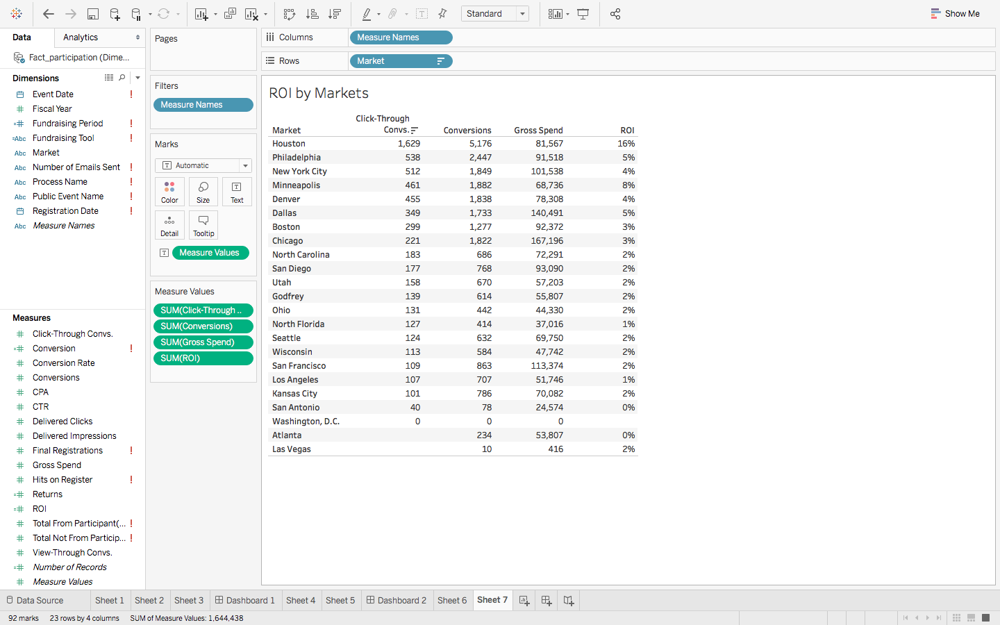 Standard
Show Me
Data
Analytics
Fact_participation (Dime...
Dimensions
Event Date !
Fiscal Year
Fundraising Period !
Abc Fundraising Tool !
Abc Market
Abc Number of Emails Sent !
Abc Process Name !
Abc Public Event Name !
Registration Date !
Abc Measure Names
Measures
Click-Through Convs.
Conversion !
Conversion Rate
Conversions
CPA
CTR
Delivered Clicks
Delivered Impressions
Final Registrations !
Gross Spend
Hits on Register !
Returns
ROI
Total From Participant(... !
Total Not From Particip... !
View-Through Convs.
Number of Records
Measure Values
Pages
Filters
Measure Names
Marks
T Automatic
Color Size Text
Detail Tooltip
T Measure Values
Measure Values
SUM(Click-Through ..
SUM(Conversions)
SUM(Gross Spend)
SUM(ROI)
Columns Measure Names
Rows Market
ROI by Markets
Click-Through
Market Convs. Conversions Gross Spend ROI
Houston 1,629 5,176 81,567 16%
Philadelphia 538 2,447 91,518 5%
New York City 512 1,849 101,538 4%
Minneapolis 461 1,882 68,736 8%
Denver 455 1,838 78,308 4%
Dallas 349 1,733 140,491 5%
Boston 299 1,277 92,372 3%
Chicago 221 1,822 167,196 3%
North Carolina 183 686 72,291 2%
San Diego 177 768 93,090 2%
Utah 158 670 57,203 2%
Godfrey 139 614 55,807 2%
Ohio 131 442 44,330 2%
North Florida 127 414 37,016 1%
Seattle 124 632 69,750 2%
Wisconsin 113 584 47,742 2%
San Francisco 109 863 113,374 2%
Los Angeles 107 707 51,746 1%
Kansas City 101 786 70,082 2%
San Antonio 40 78 24,574 0%
Washington, D.C. 0 0 0
Atlanta 234 53,807 0%
Las Vegas 10 416 2%
Data Source Sheet 1 Sheet 2 Sheet 3 Dashboard 1 Sheet 4 Sheet 5 Dashboard 2 Sheet 6 Sheet 7
92 marks 23 rows by 4 columns SUM of Measure Values: 1,644,438